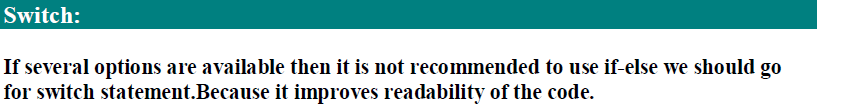 Switch:
If several options are available then it is not recommended to use if-else we should go
for switch statement.Because it improves readability of the code.